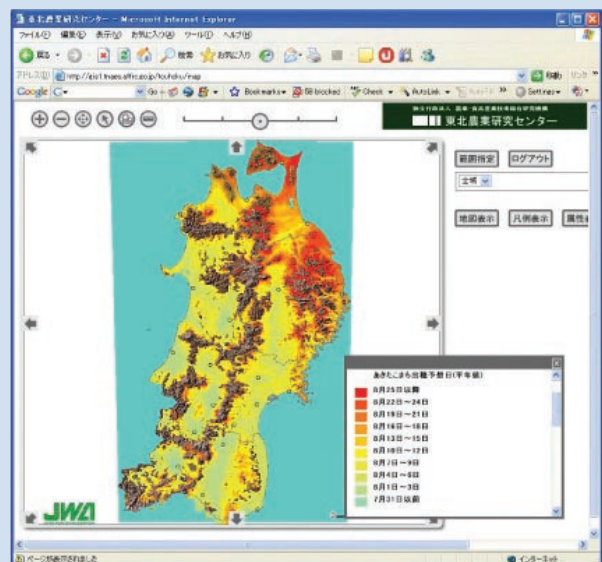 東北農業研究センター - Microsoft Internet Explorer
ファイル(F) 編集(E) 表示(V) お気に入り(A) ツール(T) ヘルプ(H)
戻る 検索 お気に入り
アドレス(D) 移動 リンク
Google Go Bookmarks 58 blocked Check AutoLink Settings
東北農業研究センター
範囲指定 ログアウト
全域
地図表示 凡例表示 属性
あきたこまち出穂予想日(平年値)
8月25日以降
8月22日～24日
8月19日～21日
8月16日～18日
8月13日～15日
8月10日～12日
8月7日～9日
8月4日～6日
8月1日～3日
7月31日以前
JWA
ページが表示されました インターネット